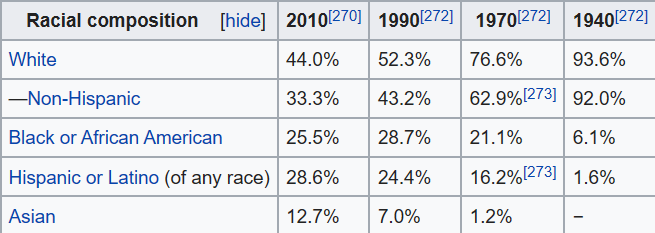 Racial composition [hide] 2010[270] 1990[272] 1970[272] 1940[272]
White 44.0% 52.3% 76.6% 93.6%
—Non-Hispanic 33.3% 43.2% 62.9%[273] 92.0%
Black or African American 25.5% 28.7% 21.1% 6.1%
Hispanic or Latino (of any race) 28.6% 24.4% 16.2%[273] 1.6%
Asian 12.7% 7.0% 1.2% –